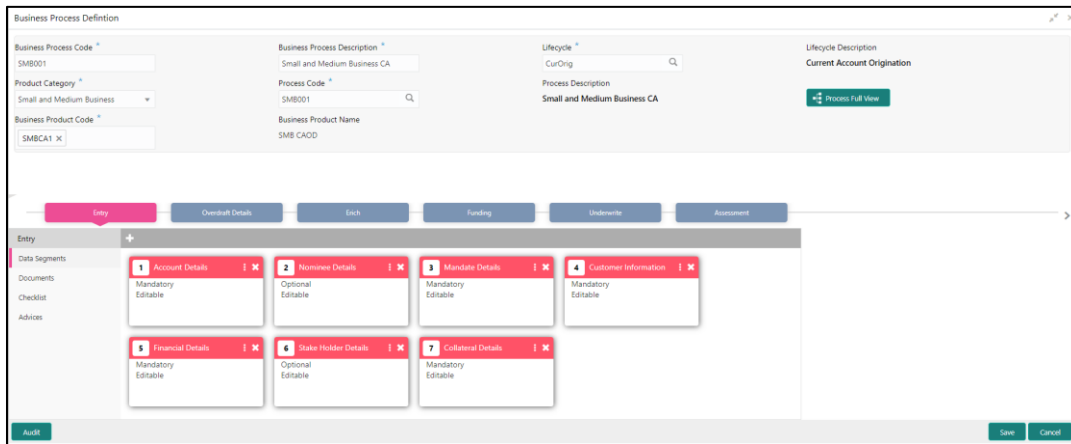 Business Process Defintion
Business Process Code *
Business Process Description *
Lifecycle *
Lifecycle Description
SMB001
Small and Medium Business CA
CurOrig
Current Account Origination
Product Category *
Process Code *
Process Description
Small and Medium Business
SMB001
Small and Medium Business CA
Process Full View
Business Product Code *
Business Product Name
SMBCA1 ×
SMB CAOD
Entry
Overdraft Details
Erich
Funding
Underwrite
Assessment
Entry
Data Segments
Documents
Checklist
Advices
1 Account Details
Mandatory
Editable
2 Nominee Details
Optional
Editable
3 Mandate Details
Mandatory
Editable
4 Customer Information
Mandatory
Editable
5 Financial Details
Mandatory
Editable
6 Stake Holder Details
Optional
Editable
7 Collateral Details
Mandatory
Editable
Audit
Save
Cancel